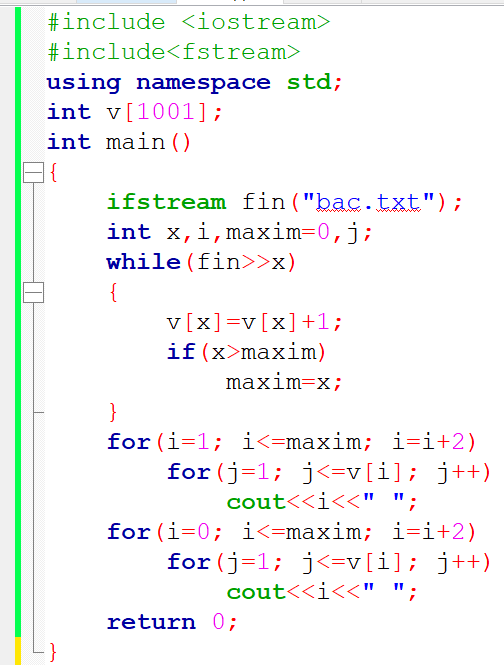 #include <iostream>
#include<fstream>
using namespace std;
int v[1001];
int main()
{
    ifstream fin("bac.txt");
    int x,i,maxim=0,j;
    while(fin>>x)
    {
        v[x]=v[x]+1;
        if(x>maxim)
            maxim=x;
    }
    for(i=1; i<=maxim; i=i+2)
        for(j=1; j<=v[i]; j++)
            cout<<i<<" ";
    for(i=0; i<=maxim; i=i+2)
        for(j=1; j<=v[i]; j++)
            cout<<i<<" ";
    return 0;
}